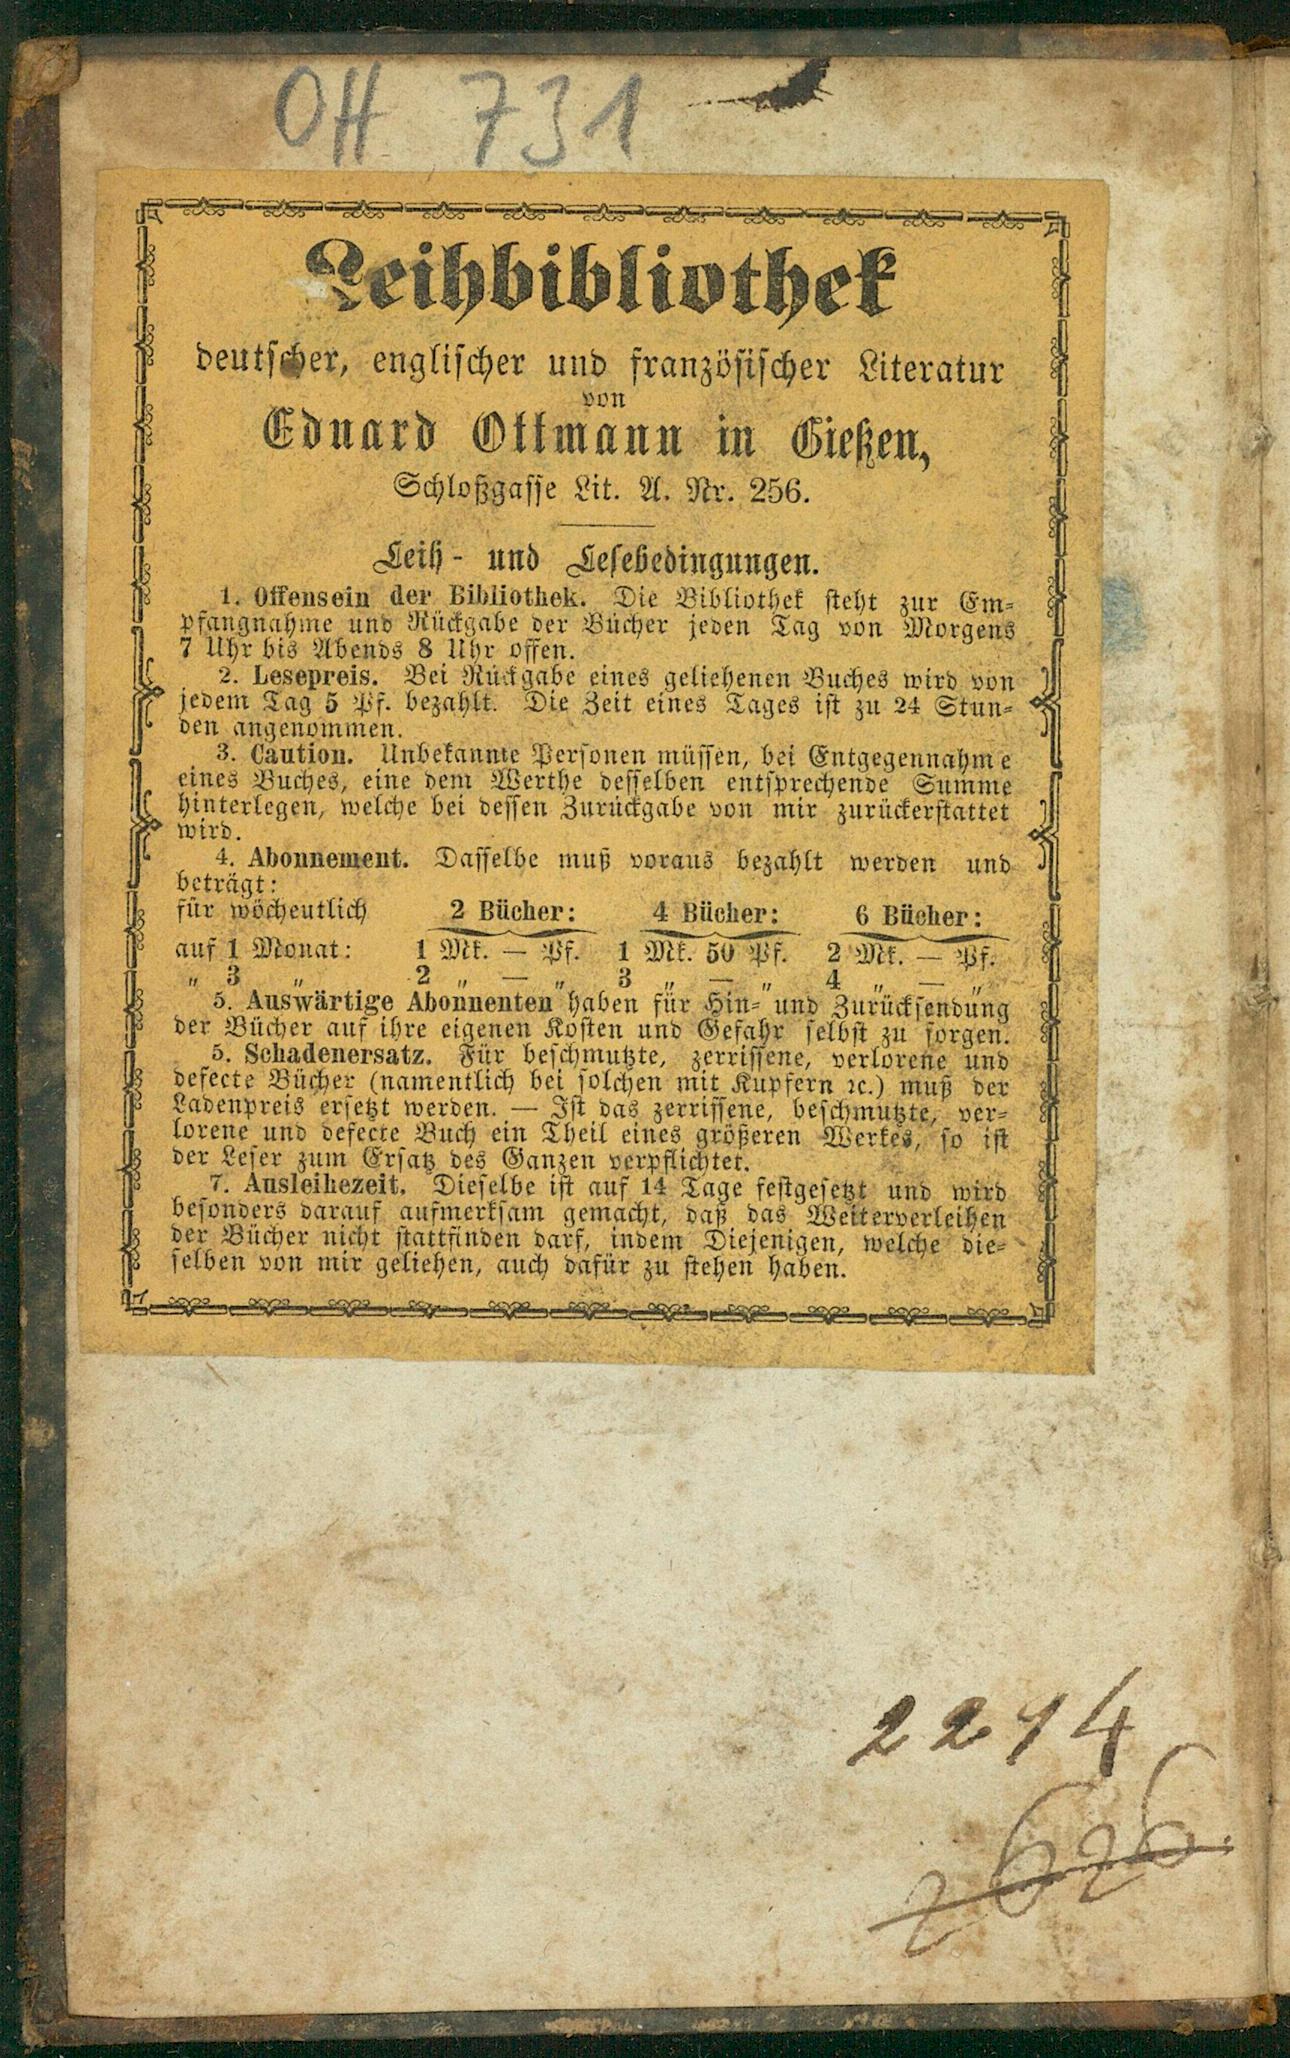 OH 731
Leihbibliothek
deutscher, englischer und französischer Literatur
von
Eduard Ottmann in Gießen,
Schloßgasse Lit. A. Nr. 256.
Leih- und Lesebedingungen.
1. Offensein der Bibliothek. Die Bibliothek steht zur Em-
pfangnahme und Rückgabe der Bücher jeden Tag von Morgens
7 Uhr bis Abends 8 Uhr offen.
2. Lesepreis. Bei Rückgabe eines geliehenen Buches wird von
jedem Tag 5 Pf. bezahlt. Die Zeit eines Tages ist zu 24 Stun-
den angenommen.
3. Caution. Unbekannte Personen müssen, bei Entgegennahme
eines Buches, eine dem Werthe desselben entsprechende Summe
hinterlegen, welche bei dessen Zurückgabe von mir zurückerstattet
wird.
4. Abonnement. Dasselbe muß voraus bezahlt werden und
beträgt:
für wöchentlich 2 Bücher: 4 Bücher: 6 Bücher:
auf 1 Monat: 1 Mk. — Pf. 1 Mk. 50 Pf. 2 Mk. — Pf.
„ 3 „ 2 „ — „ 3 „ — „ 4 „ — „
5. Auswärtige Abonnenten haben für Hin- und Zurücksendung
der Bücher auf ihre eigenen Kosten und Gefahr selbst zu sorgen.
5. Schadenersatz. Für beschmutzte, zerrissene, verlorene und
defecte Bücher (namentlich bei solchen mit Kupfern ꝛc.) muß der
Ladenpreis ersetzt werden. — Ist das zerrissene, beschmutzte, ver-
lorene und defecte Buch ein Theil eines größeren Werkes, so ist
der Leser zum Ersatz des Ganzen verpflichtet.
7. Ausleihezeit. Dieselbe ist auf 14 Tage festgesetzt und wird
besonders darauf aufmerksam gemacht, daß das Weiterverleihen
der Bücher nicht stattfinden darf, indem Diejenigen, welche die-
selben von mir geliehen, auch dafür zu stehen haben.
2214
2626